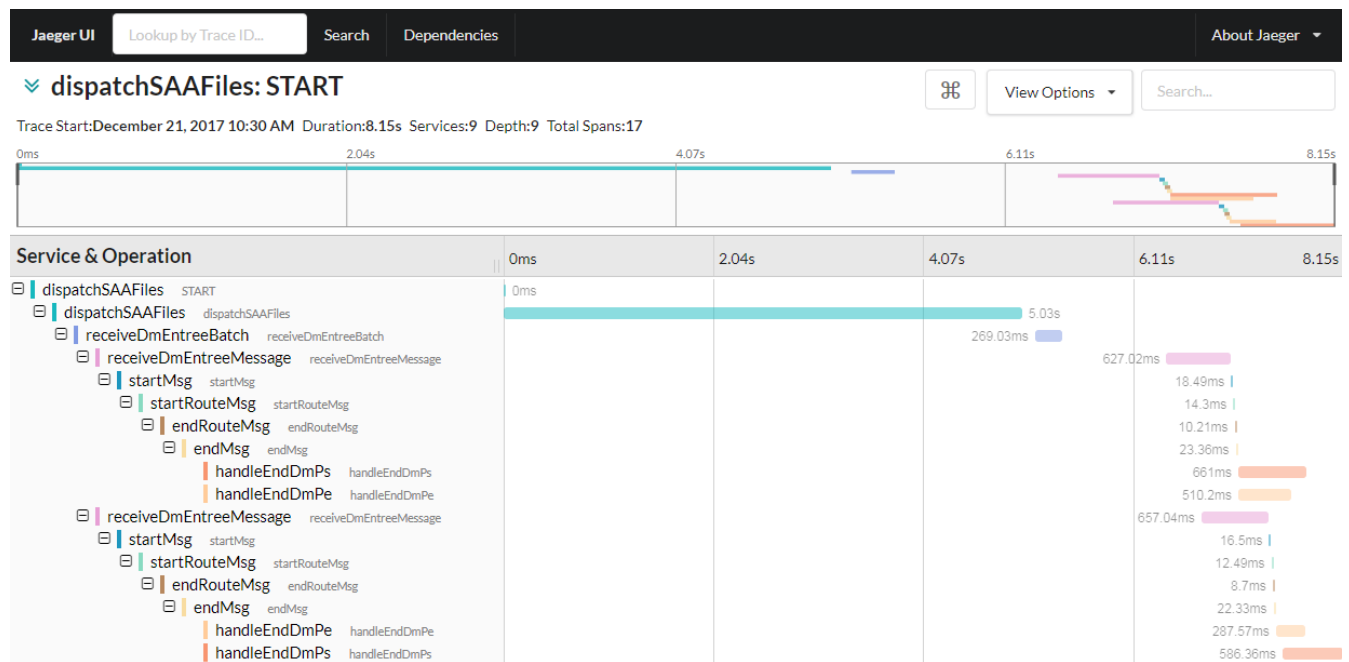 Jaeger UI Lookup by Trace ID... Search Dependencies About Jaeger
dispatchSAAFiles: START ⌘ View Options Search...
Trace Start:December 21, 2017 10:30 AM Duration:8.15s Services:9 Depth:9 Total Spans:17
0ms 2.04s 4.07s 6.11s 8.15s
Service & Operation 0ms 2.04s 4.07s 6.11s 8.15s
dispatchSAAFiles START 0ms
dispatchSAAFiles dispatchSAAFiles 5.03s
receiveDmEntreeBatch receiveDmEntreeBatch 269.03ms
receiveDmEntreeMessage receiveDmEntreeMessage 627.02ms
startMsg startMsg 18.49ms
startRouteMsg startRouteMsg 14.3ms
endRouteMsg endRouteMsg 10.21ms
endMsg endMsg 23.36ms
handleEndDmPs handleEndDmPs 661ms
handleEndDmPe handleEndDmPe 510.2ms
receiveDmEntreeMessage receiveDmEntreeMessage 657.04ms
startMsg startMsg 16.5ms
startRouteMsg startRouteMsg 12.49ms
endRouteMsg endRouteMsg 8.7ms
endMsg endMsg 22.33ms
handleEndDmPe handleEndDmPe 287.57ms
handleEndDmPs handleEndDmPs 586.36ms